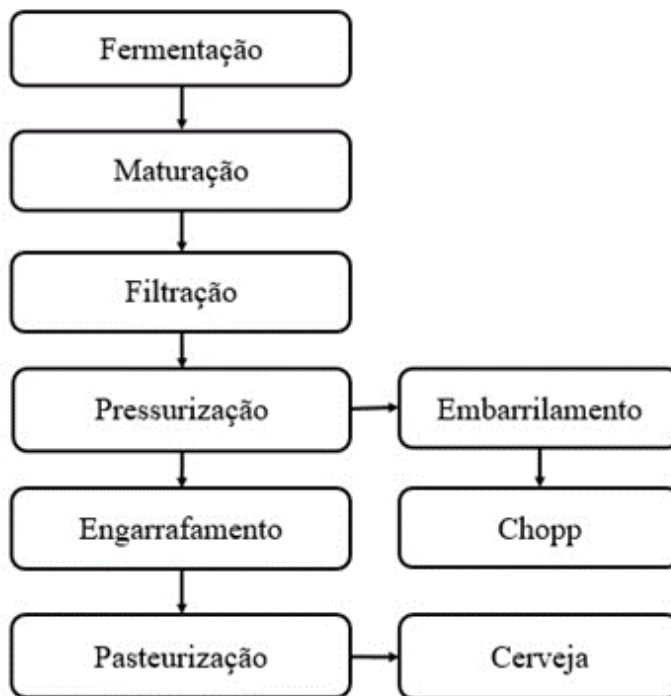 Fermentação
Maturação
Filtração
Pressurização
Embarrilamento
Engarrafamento
Chopp
Pasteurização
Cerveja